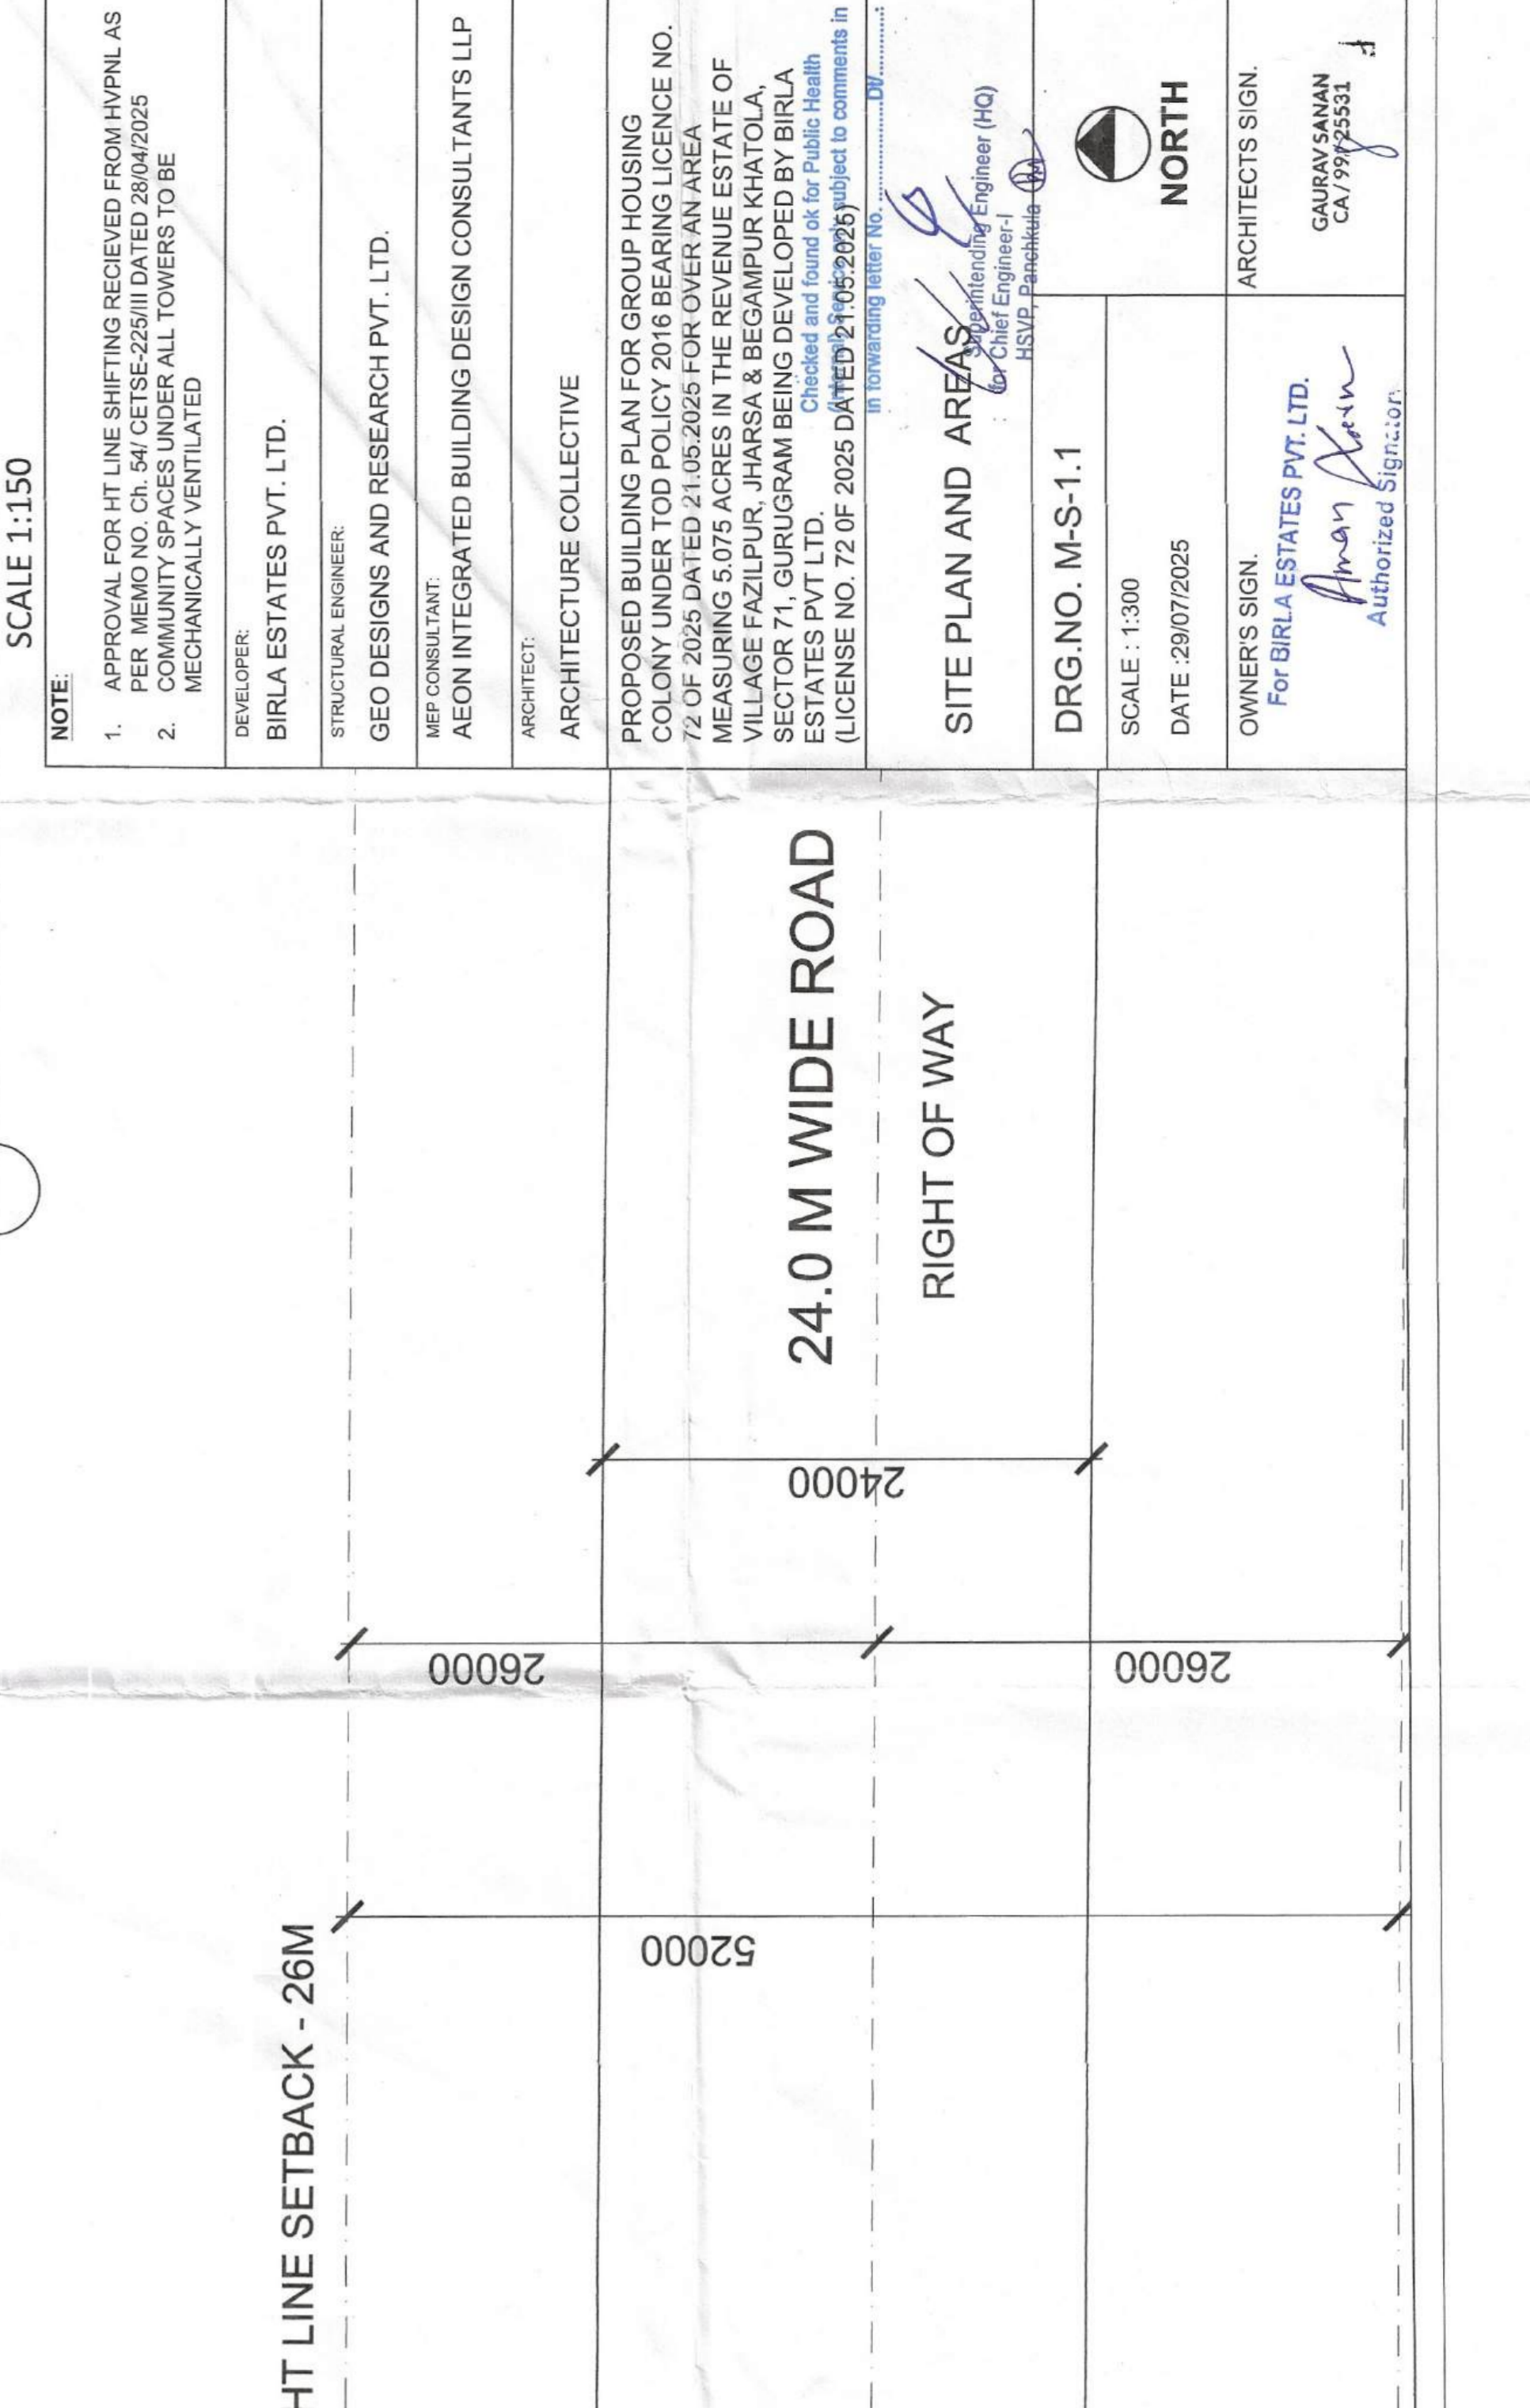 SCALE 1:150
NOTE:
1. APPROVAL FOR HT LINE SHIFTING RECIEVED FROM HVPNL AS
PER MEMO NO. Ch. 54/ CETSE-225/III DATED 28/04/2025
2. COMMUNITY SPACES UNDER ALL TOWERS TO BE
MECHANICALLY VENTILATED
DEVELOPER:
BIRLA ESTATES PVT. LTD.
STRUCTURAL ENGINEER:
GEO DESIGNS AND RESEARCH PVT. LTD.
MEP CONSULTANT:
AEON INTEGRATED BUILDING DESIGN CONSULTANTS LLP
ARCHITECT:
ARCHITECTURE COLLECTIVE
PROPOSED BUILDING PLAN FOR GROUP HOUSING
COLONY UNDER TOD POLICY 2016 BEARING LICENCE NO.
72 OF 2025 DATED 21.05.2025 FOR OVER AN AREA
MEASURING 5.075 ACRES IN THE REVENUE ESTATE OF
VILLAGE FAZILPUR, JHARSA & BEGAMPUR KHATOLA,
SECTOR 71, GURUGRAM BEING DEVELOPED BY BIRLA
ESTATES PVT LTD.
(LICENSE NO. 72 OF 2025 DATED 21.05.2025)
Checked and found ok for Public Health
subject to comments in
in forwarding letter No. ....................Dt/............:
SITE PLAN AND AREAS
Superintending Engineer (HQ)
for Chief Engineer-I
HSVP, Panchkula
DRG.NO. M-S-1.1
SCALE : 1:300
DATE :29/07/2025
NORTH
OWNER'S SIGN.
For BIRLA ESTATES PVT. LTD.
Aman
Authorized Signatory
ARCHITECTS SIGN.
GAURAV SANAN
CA/99/25531
24.0 M WIDE ROAD
RIGHT OF WAY
24000
26000
26000
52000
HT LINE SETBACK - 26M